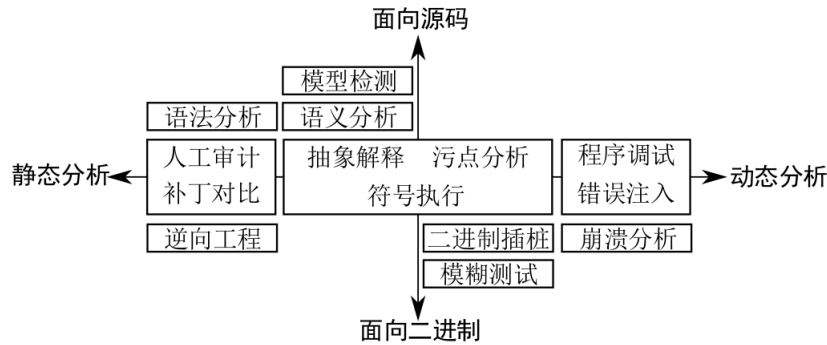 面向源码
模型检测
语法分析 语义分析
人工审计 抽象解释 污点分析 程序调试
静态分析 动态分析
补丁对比 符号执行 错误注入
逆向工程 二进制插桩 崩溃分析
模糊测试
面向二进制